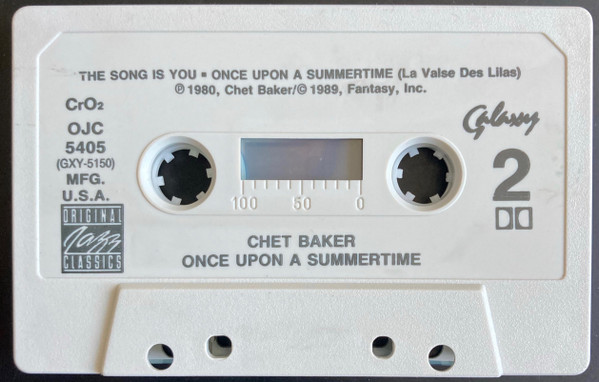 THE SONG IS YOU ▪ ONCE UPON A SUMMERTIME (La Valse Des Lilas)
℗ 1980, Chet Baker/© 1989, Fantasy, Inc.
CrO₂
OJC
5405
(GXY-5150)
MFG.
U.S.A.
ORIGINAL
Jazz
CLASSICS
Galaxy
2
100 50 0
CHET BAKER
ONCE UPON A SUMMERTIME